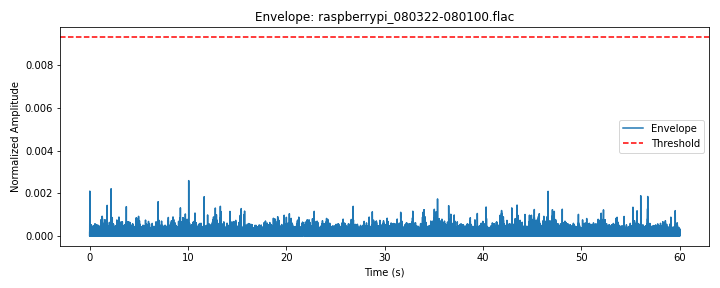 Envelope: raspberrypi_080322-080100.flac
Normalized Amplitude
0.008
0.006
0.004
0.002
0.000
Envelope
Threshold
0
10
20
30
40
50
60
Time (s)